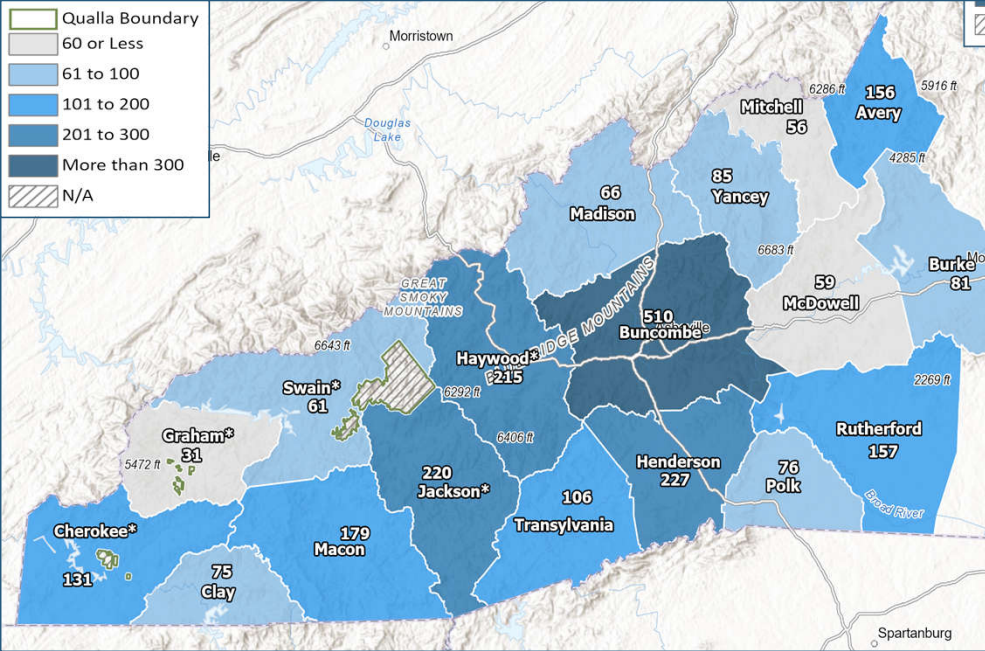 Qualla Boundary
60 or Less
61 to 100
101 to 200
201 to 300
More than 300
N/A
Morristown
Douglas
Lake
le
6286 ft
5916 ft
156
Avery
Mitchell
56
4285 ft
85
Yancey
66
Madison
6683 ft
Burke
Mo
81
59
McDowell
GREAT
SMOKY
MOUNTAINS
RIDGE MOUNTAINS
510
Buncombe
6643 ft
Haywood*
215
6292 ft
Swain*
61
2269 ft
Rutherford
157
Graham*
31
5472 ft
6406 ft
220
Jackson*
Henderson
227
76
Polk
106
Transylvania
Broad River
Cherokee*
131
179
Macon
75
Clay
Spartanburg